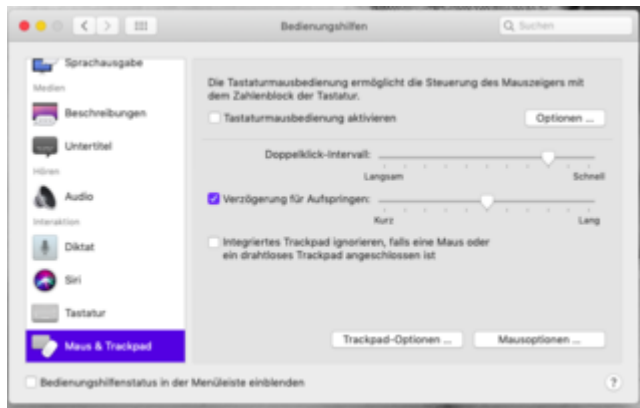 Bedienungshilfen
Suchen
Sprachausgabe
Medien
Beschreibungen
Untertitel
Hören
Audio
Interaktion
Diktat
Siri
Tastatur
Maus & Trackpad
Die Tastaturmausbedienung ermöglicht die Steuerung des Mauszeigers mit
dem Zahlenblock der Tastatur.
Tastaturmausbedienung aktivieren
Optionen ...
Doppelklick-Intervall:
Langsam
Schnell
Verzögerung für Aufspringen:
Kurz
Lang
Integriertes Trackpad ignorieren, falls eine Maus oder
ein drahtloses Trackpad angeschlossen ist
Trackpad-Optionen ...
Mausoptionen ...
Bedienungshilfenstatus in der Menüleiste einblenden
?